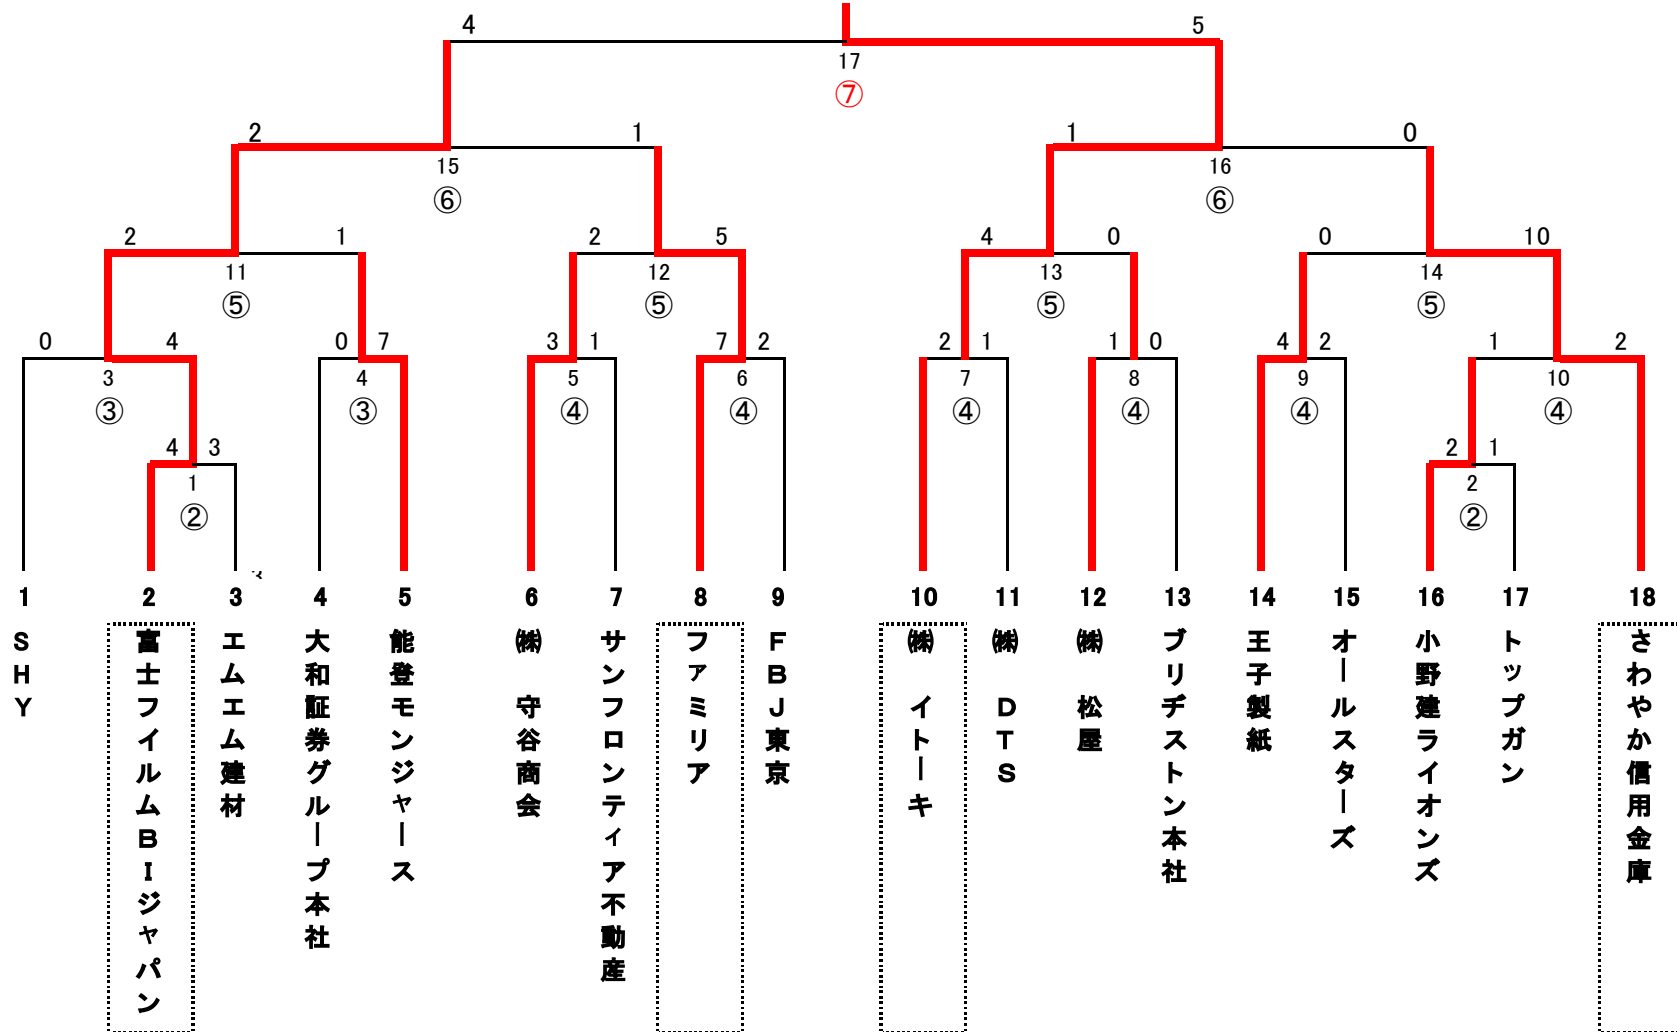 4 5
17
⑦
2 1 1 0
15 16
⑥ ⑥
2 1 2 5 4 0 0 10
11 12 13 14
⑤ ⑤ ⑤ ⑤
0 4 0 7 3 1 7 2 2 1 1 0 4 2 1 2
3 4 5 6 7 8 9 10
③ ③ ④ ④ ④ ④ ④ ④
4 3 2 1
1 2
② ②
1 2 3 4 5 6 7 8 9 10 11 12 13 14 15 16 17 18
SHY
富士フイルムBIジャパン
エムエム建材
大和証券グループ本社
能登モンジャース
㈱ 守谷商会
サンフロンティア不動産
ファミリア
FBJ東京
㈱ イトーキ
㈱ DTS
㈱ 松屋
ブリヂストン本社
王子製紙
オールスターズ
小野建ライオンズ
トップガン
さわやか信用金庫